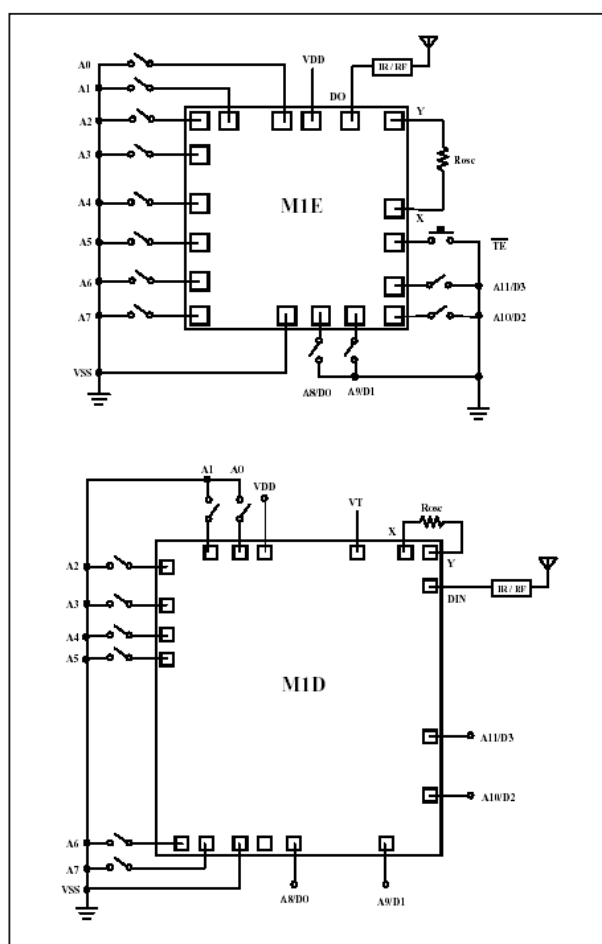 A0
VDD
IR / RF
A1
DO
Y
A2
A3
Rosc
A4
M1E
X
A5
TE
A6
A11/D3
A7
A10/D2
VSS
A8/D0
A9/D1
A1
A0
VDD
VT
Rosc
X
Y
A2
DIN
IR / RF
A3
A4
A5
M1D
A11/D3
A10/D2
A6
A7
VSS
A8/D0
A9/D1